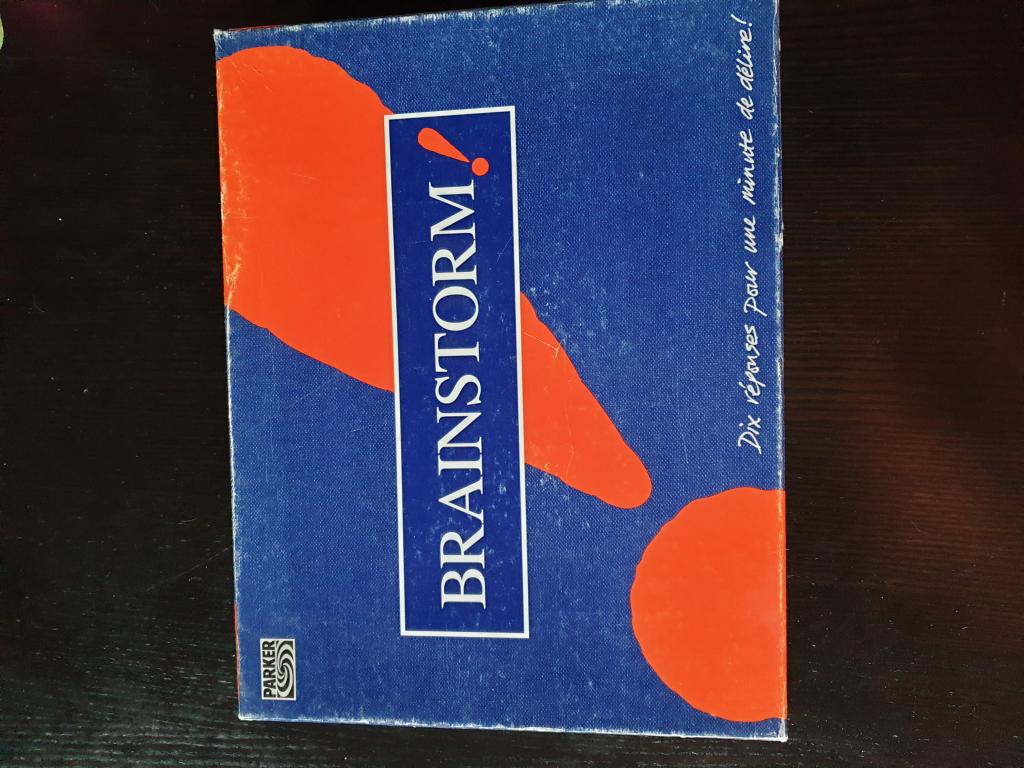 PARKER
BRAINSTORM!
Dix réponses pour une minute de délire!